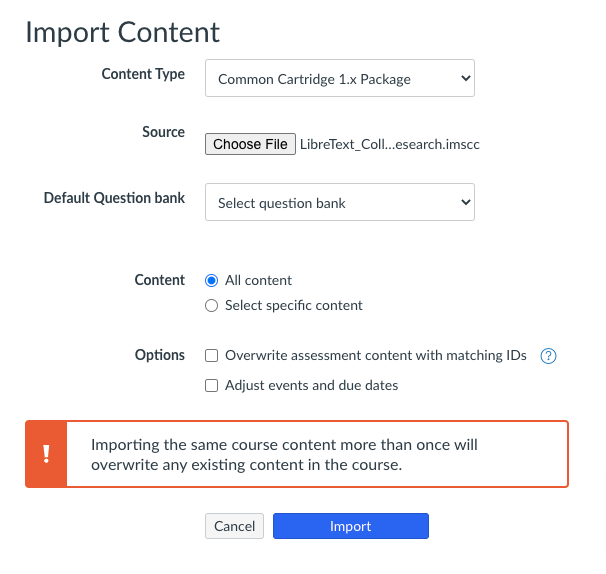 Import Content
Content Type
Common Cartridge 1.x Package
Source
Choose File LibreText_Coll...esearch.imscc
Default Question bank
Select question bank
Content
All content
Select specific content
Options
Overwrite assessment content with matching IDs ?
Adjust events and due dates
! Importing the same course content more than once will
overwrite any existing content in the course.
Cancel Import